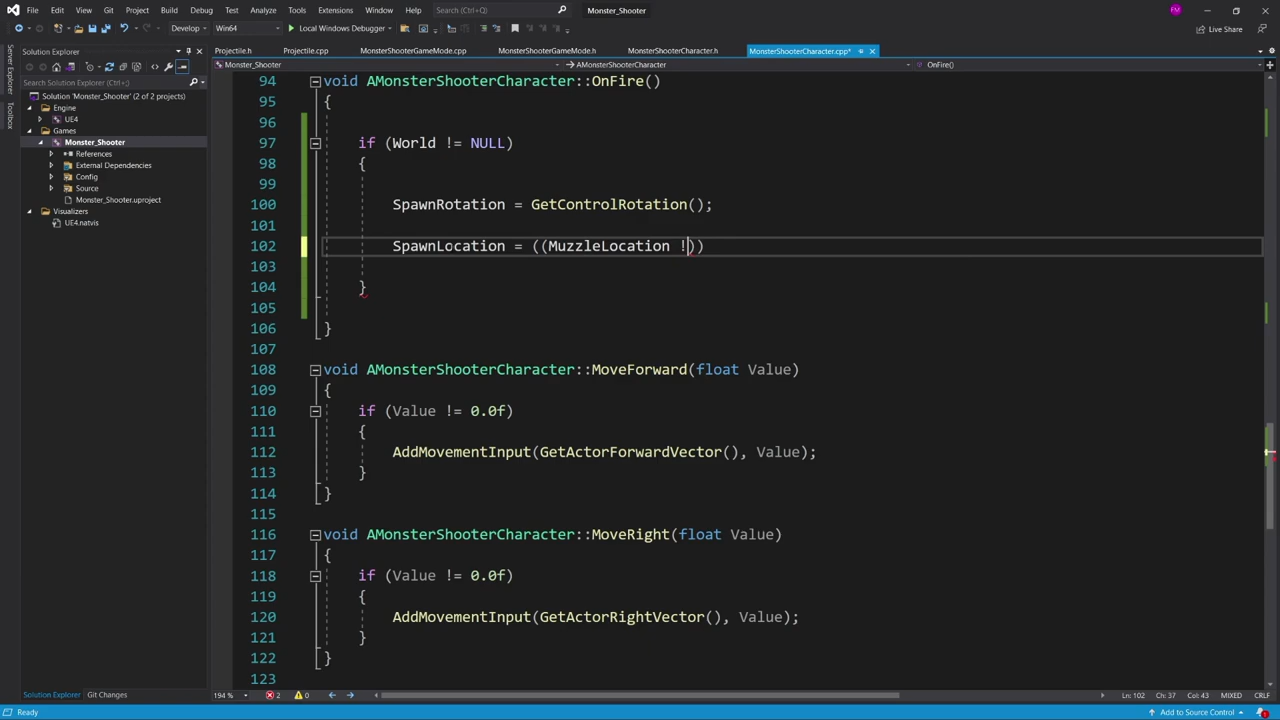 File Edit View Git Project Build Debug Test Analyze Tools Extensions Window Help Search (Ctrl+Q) Monster_Shooter FM
Develop Win64 Local Windows Debugger Live Share
Server Explorer
Toolbox
Solution Explorer
Search Solution Explorer (Ctrl+;)
Solution 'Monster_Shooter' (2 of 2 projects)
Engine
UE4
Games
Monster_Shooter
References
External Dependencies
Config
Source
Monster_Shooter.uproject
Visualizers
UE4.natvis
Projectile.h Projectile.cpp MonsterShooterGameMode.cpp MonsterShooterGameMode.h MonsterShooterCharacter.h MonsterShooterCharacter.cpp*
Monster_Shooter AMonsterShooterCharacter OnFire()
94 void AMonsterShooterCharacter::OnFire()
95 {
96
97 if (World != NULL)
98 {
99
100 SpawnRotation = GetControlRotation();
101
102 SpawnLocation = ((MuzzleLocation !))
103
104 }
105
106 }
107
108 void AMonsterShooterCharacter::MoveForward(float Value)
109 {
110 if (Value != 0.0f)
111 {
112 AddMovementInput(GetActorForwardVector(), Value);
113 }
114 }
115
116 void AMonsterShooterCharacter::MoveRight(float Value)
117 {
118 if (Value != 0.0f)
119 {
120 AddMovementInput(GetActorRightVector(), Value);
121 }
122 }
123
Solution Explorer Git Changes 194 % 2 0 Ln: 102 Ch: 37 Col: 43 MIXED CRLF
Ready Add to Source Control 1